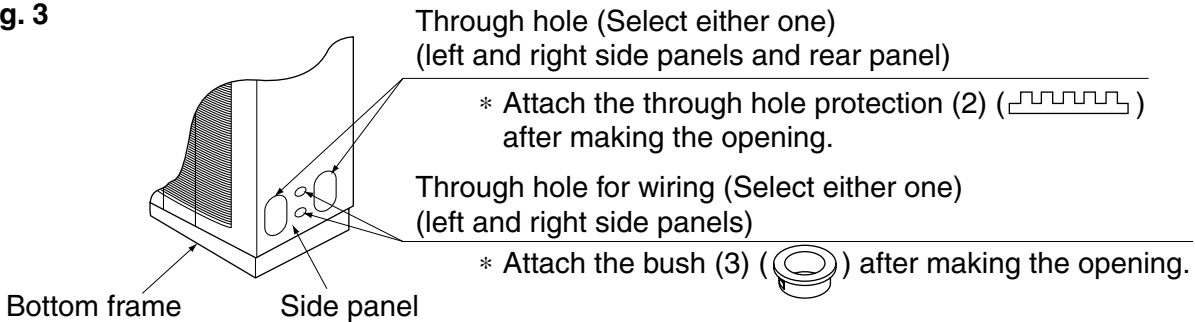 g. 3
Through hole (Select either one)
(left and right side panels and rear panel)
* Attach the through hole protection (2) ( )
after making the opening.
Through hole for wiring (Select either one)
(left and right side panels)
* Attach the bush (3) ( ) after making the opening.
Bottom frame
Side panel